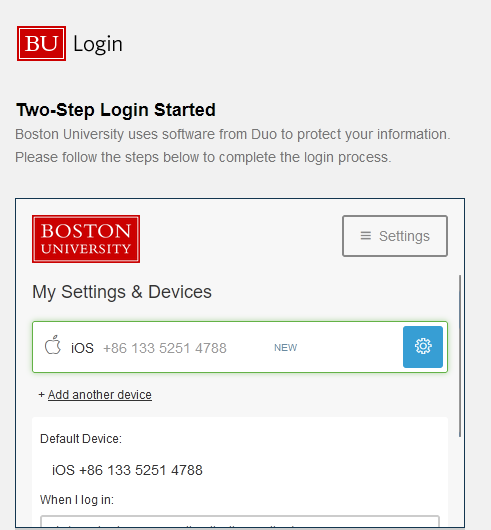 BU Login
Two-Step Login Started
Boston University uses software from Duo to protect your information.
Please follow the steps below to complete the login process.
BOSTON
UNIVERSITY
≡ Settings
My Settings & Devices
iOS +86 133 5251 4788 NEW
+ Add another device
Default Device:
iOS +86 133 5251 4788
When I log in: